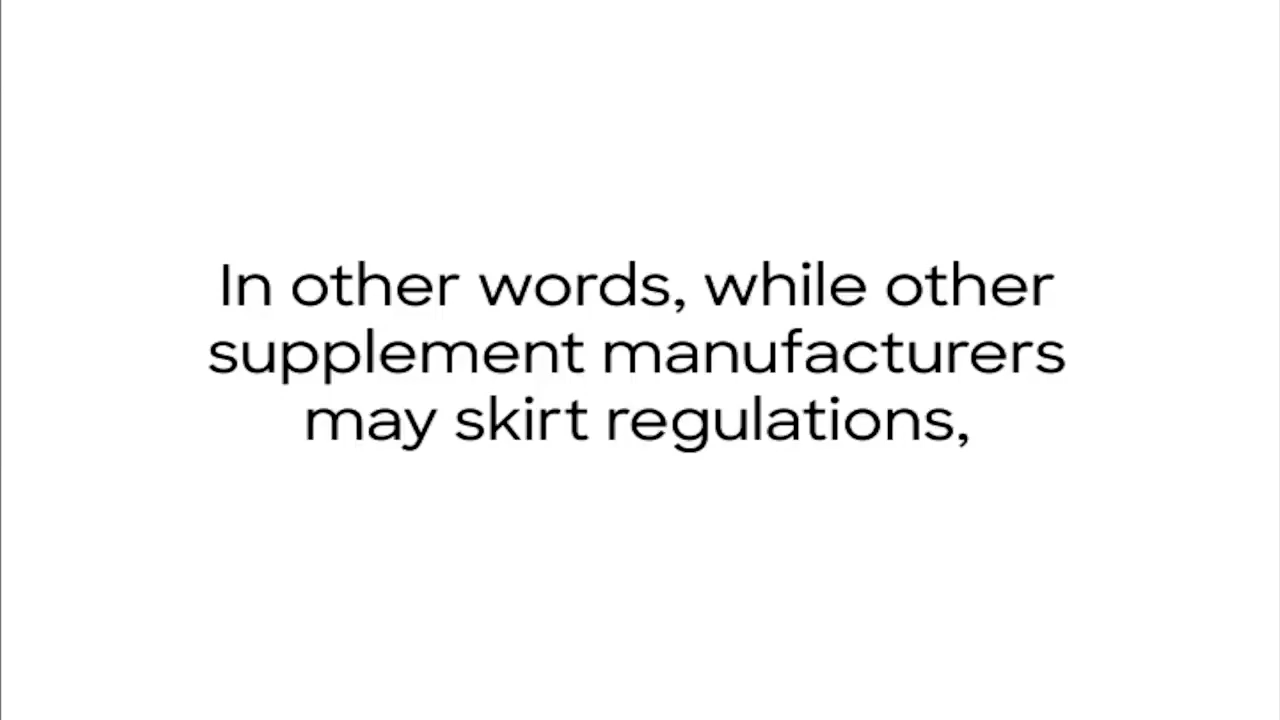 In other words, while other
supplement manufacturers
may skirt regulations,